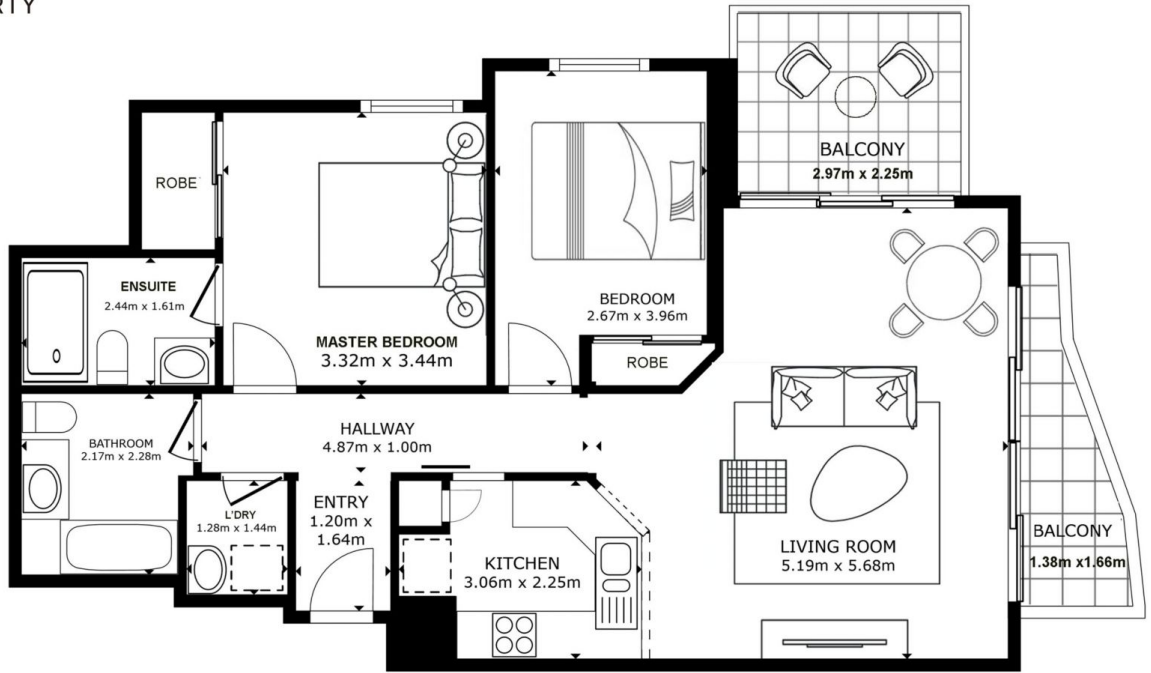 BALCONY
2.97m x 2.25m
ROBE
ENSUITE
2.44m x 1.61m
MASTER BEDROOM
3.32m x 3.44m
BEDROOM
2.67m x 3.96m
ROBE
BATHROOM
2.17m x 2.28m
HALLWAY
4.87m x 1.00m
L'DRY
1.28m x 1.44m
ENTRY
1.20m x
1.64m
KITCHEN
3.06m x 2.25m
LIVING ROOM
5.19m x 5.68m
BALCONY
1.38m x1.66m